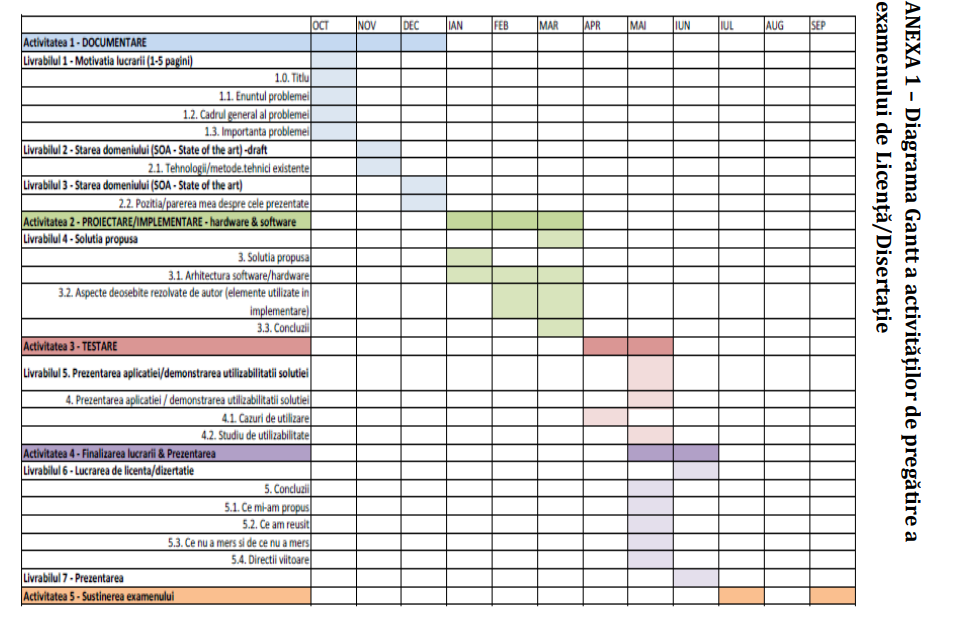 ANEXA 1 – Diagrama Gantt a activităților de pregătire a
examenului de Licență/Disertație
OCT NOV DEC IAN FEB MAR APR MAI IUN IUL AUG SEP
Activitatea 1 - DOCUMENTARE
Livrabilul 1 - Motivatia lucrarii (1-5 pagini)
1.0. Titlu
1.1. Enuntul problemei
1.2. Cadrul general al problemei
1.3. Importanta problemei
Livrabilul 2 - Starea domeniului (SOA - State of the art) -draft
2.1. Tehnologii/metode.tehnici existente
Livrabilul 3 - Starea domeniului (SOA - State of the art)
2.2. Pozitia/parerea mea despre cele prezentate
Activitatea 2 - PROIECTARE/IMPLEMENTARE - hardware & software
Livrabilul 4 - Solutia propusa
3. Solutia propusa
3.1. Arhitectura software/hardware
3.2. Aspecte deosebite rezolvate de autor (elemente utilizate in
implementare)
3.3. Concluzii
Activitatea 3 - TESTARE
Livrabilul 5. Prezentarea aplicatiei/demonstrarea utilizabilitatii solutiei
4. Prezentarea aplicatiei / demonstrarea utilizabilitatii solutiei
4.1. Cazuri de utilizare
4.2. Studiu de utilizabilitate
Activitatea 4 - Finalizarea lucrarii & Prezentarea
Livrabilul 6 - Lucrarea de licenta/dizertatie
5. Concluzii
5.1. Ce mi-am propus
5.2. Ce am reusit
5.3. Ce nu a mers si de ce nu a mers
5.4. Directii viitoare
Livrabilul 7 - Prezentarea
Activitatea 5 - Sustinerea examenului